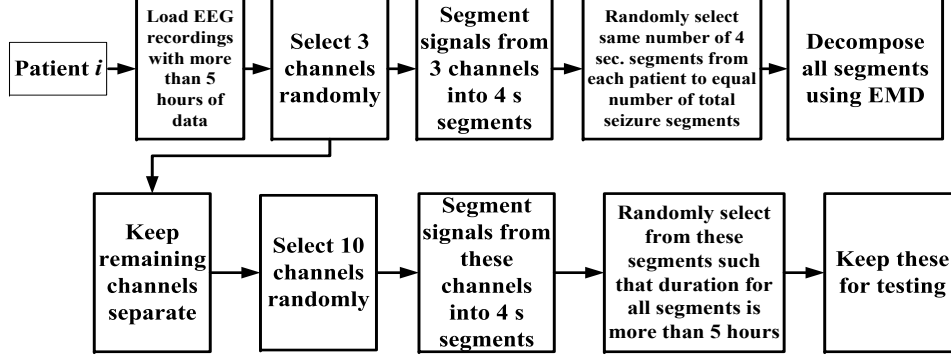 Patient i
Load EEG
recordings
with more
than 5
hours of
data
Select 3
channels
randomly
Segment
signals from
3 channels
into 4 s
segments
Randomly select
same number of 4
sec. segments from
each patient to equal
number of total
seizure segments
Decompose
all segments
using EMD
Keep
remaining
channels
separate
Select 10
channels
randomly
Segment
signals from
these
channels
into 4 s
segments
Randomly select
from these
segments such
that duration for
all segments is
more than 5 hours
Keep these
for testing